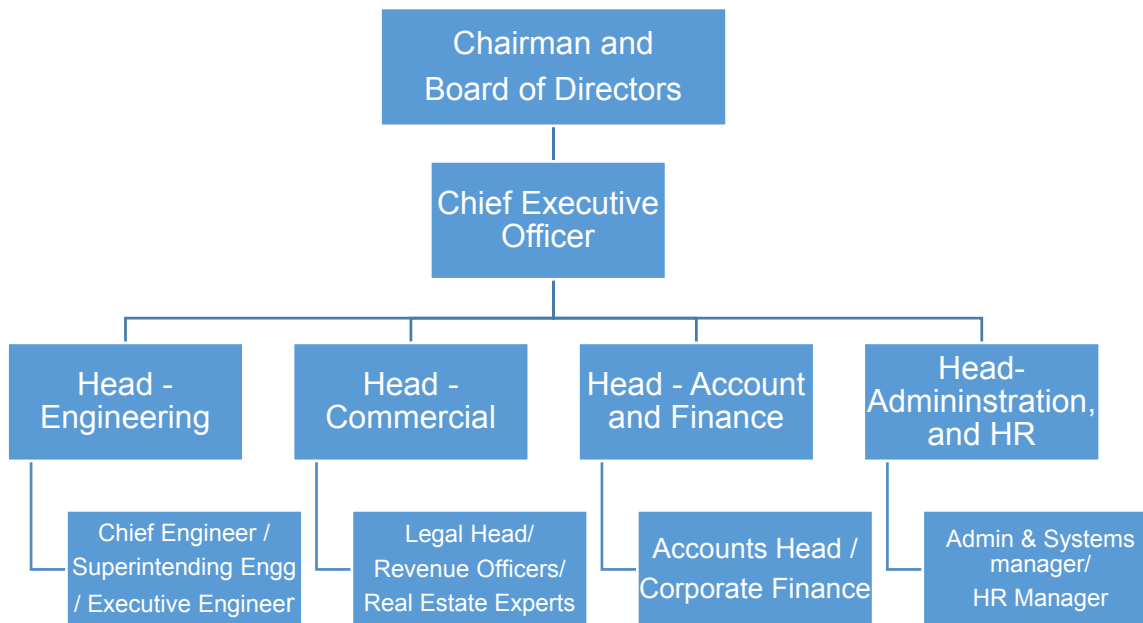 Chairman and
Board of Directors
Chief Executive
Officer
Head -
Engineering
Head -
Commercial
Head - Account
and Finance
Head-
Admininstration,
and HR
Chief Engineer /
Superintending Engg
/ Executive Engineer
Legal Head/
Revenue Officers/
Real Estate Experts
Accounts Head /
Corporate Finance
Admin & Systems
manager/
HR Manager